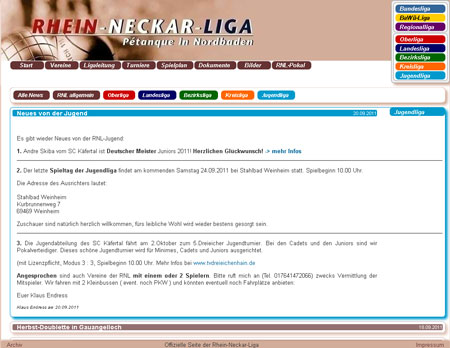 RHEIN-NECKAR-LIGA
Pétanque in Nordbaden
Bundesliga
BaWü-Liga
Regionalliga
Oberliga
Landesliga
Bezirksliga
Kreisliga
Jugendliga
Start Vereine Ligaleitung Turniere Spielplan Dokumente Bilder RNL-Pokal
Alle News RNL allgemein Oberliga Landesliga Bezirksliga Kreisliga Jugendliga
Neues von der Jugend 20.09.2011 Jugendliga
Es gibt wieder Neues von der RNL-Jugend:
1. Andre Skiba vom SC Käfertal ist Deutscher Meister Juniors 2011! Herzlichen Glückwunsch! -> mehr Infos
2. Der letzte Spieltag der Jugendliga findet am kommenden Samstag 24.09.2011 bei Stahlbad Weinheim statt. Spielbeginn 10.00 Uhr.
Die Adresse des Ausrichters lautet:
Stahlbad Weinheim
Kurbrunnenweg 7
69469 Weinheim
Zuschauer sind natürlich herzlich willkommen, fürs leibliche Wohl wird wieder bestens gesorgt sein.
3. Die Jugendabteilung des SC Käfertal fährt am 2.Oktober zum 5.Dreicher Jugendturnier. Bei den Cadets und den Juniors sind wir
Pokalverteidiger. Dieses schöne Jugendturnier wird für Minimes, Cadets und Juniors ausgerichtet.
(mit Lizenzpflicht, Modus 3 : 3, Spielbeginn 10.00 Uhr. Mehr Infos bei www.tvdreieichenhain.de
Angesprochen sind auch Vereine der RNL mit einem oder 2 Spielern. Bitte ruft mich an (Tel. 017641472066) zwecks Vermittlung der
Mitspieler. Wir fahren mit 2 Kleinbussen ( event. noch PKW ) und könnten eventuell noch Fahrplätze anbieten.
Euer Klaus Endress
Klaus Endress am 20.09.2011
Herbst-Doublette in Gauangelloch 18.09.2011
Archiv Offizielle Seite der Rhein-Neckar-Liga Impressum